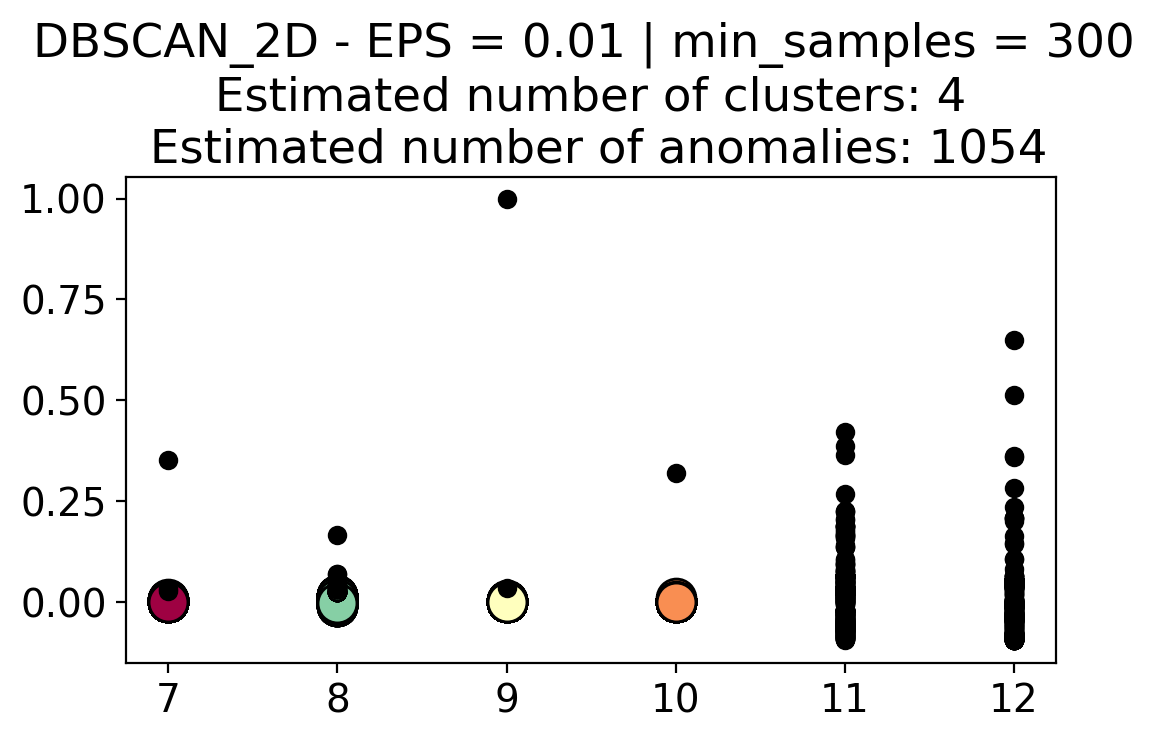 DBSCAN_2D - EPS = 0.01 | min_samples = 300
Estimated number of clusters: 4
Estimated number of anomalies: 1054
1.00
0.75
0.50
0.25
0.00
7 8 9 10 11 12